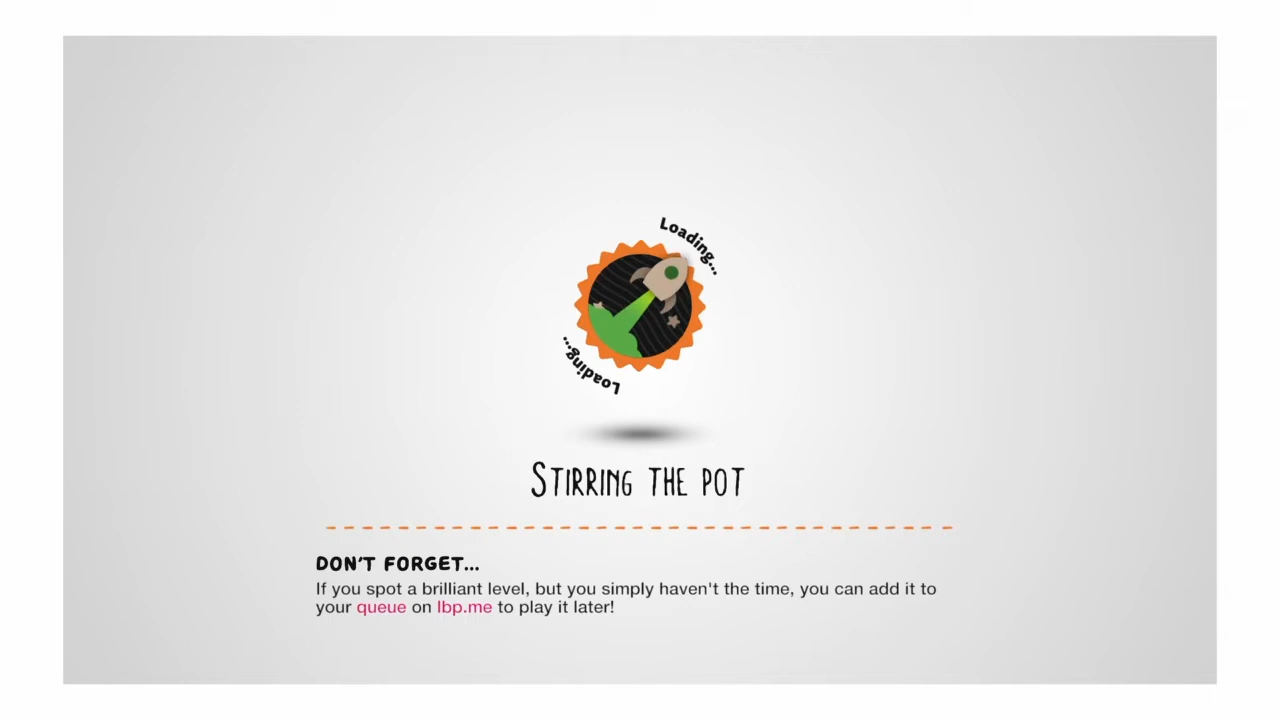 Loading...
Loading...
Stirring the pot
DON'T FORGET...
If you spot a brilliant level, but you simply haven't the time, you can add it to
your queue on lbp.me to play it later!